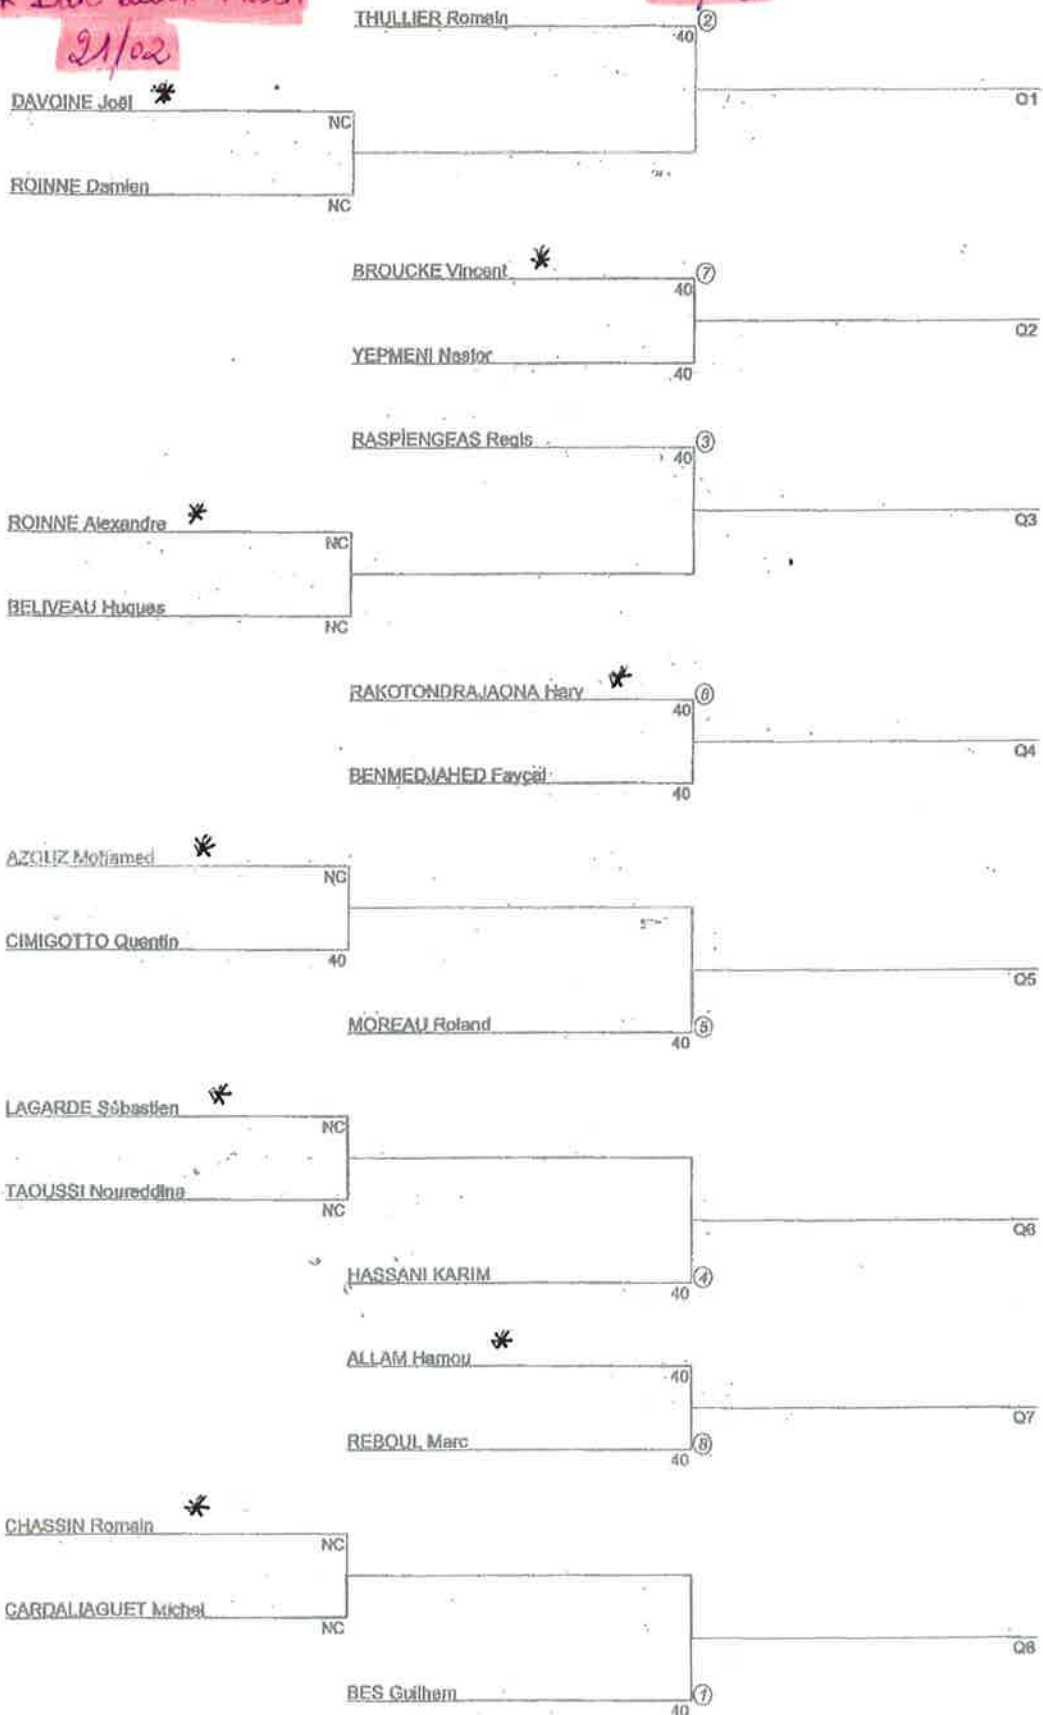 21/02
THULLIER Romain
40 2
DAVOINE Joël *
NC
Q1
ROINNE Damien
NC
BROUCKE Vincent *
40 7
Q2
YEPMENI Nestor
40
RASPIENGEAS Regis
40 3
ROINNE Alexandre *
NC
Q3
BELIVEAU Hugues
NC
RAKOTONDRAJAONA Hary *
40 6
Q4
BENMEDJAHED Fayçal
40
AZOUZ Mohamed *
NC
CIMIGOTTO Quentin
40
Q5
MOREAU Roland
40 5
LAGARDE Sébastien *
NC
TAOUSSI Noureddine
NC
Q6
HASSANI KARIM
40 4
ALLAM Hamou *
40
Q7
REBOUL Marc
40 8
CHASSIN Romain *
NC
CARDALIAGUET Michel
NC
Q8
BES Guilhem
40 1